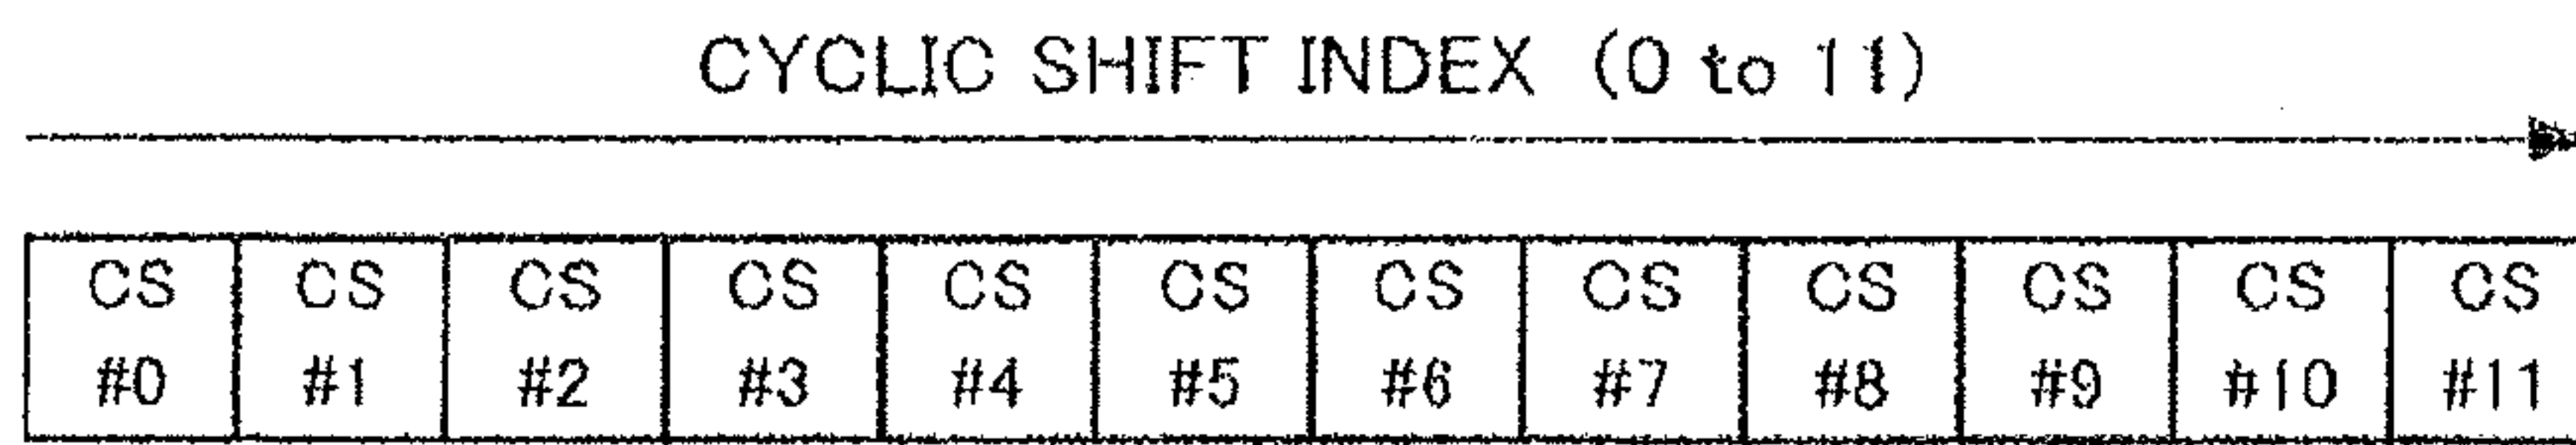 CYCLIC SHIFT INDEX (0 to 11)
CS CS CS CS CS CS CS CS CS CS CS CS
#0 #1 #2 #3 #4 #5 #6 #7 #8 #9 #10 #11